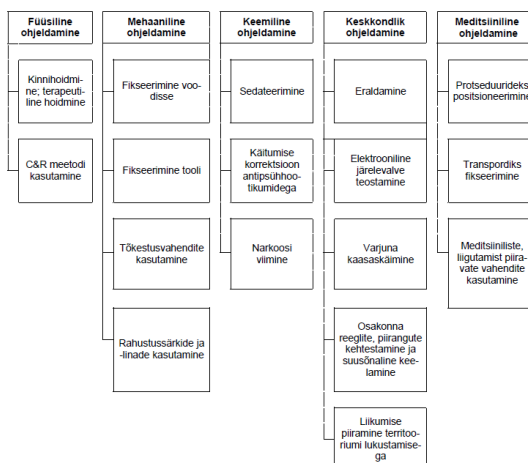 Füüsiline
ohjeldamine
Kinnihoidmi-
ne; terapeuti-
line hoidmine
C&R meetodi
kasutamine
Mehaaniline
ohjeldamine
Fikseerimine voo-
disse
Fikseerimine tooli
Tõkestusvahendite
kasutamine
Rahustussärkide ja
-linade kasutamine
Keemiline
ohjeldamine
Sedateerimine
Käitumise
korrektsioon
antipsühhoo-
tikumidega
Narkoosi
viimine
Keskkondlik
ohjeldamine
Eraldamine
Elektrooniline
järelevalve
teostamine
Varjuna
kaasaskäimine
Osakonna
reeglite, piirangute
kehtestamine ja
suusõnaline kee-
lamine
Liikumise
piiramine territoo-
riumi lukustamise-
ga
Meditsiiniline
ohjeldamine
Protseduurideks
positsioneerimine
Transpordiks
fikseerimine
Meditsiiniliste,
liigutamist piira-
vate vahendite
kasutamine